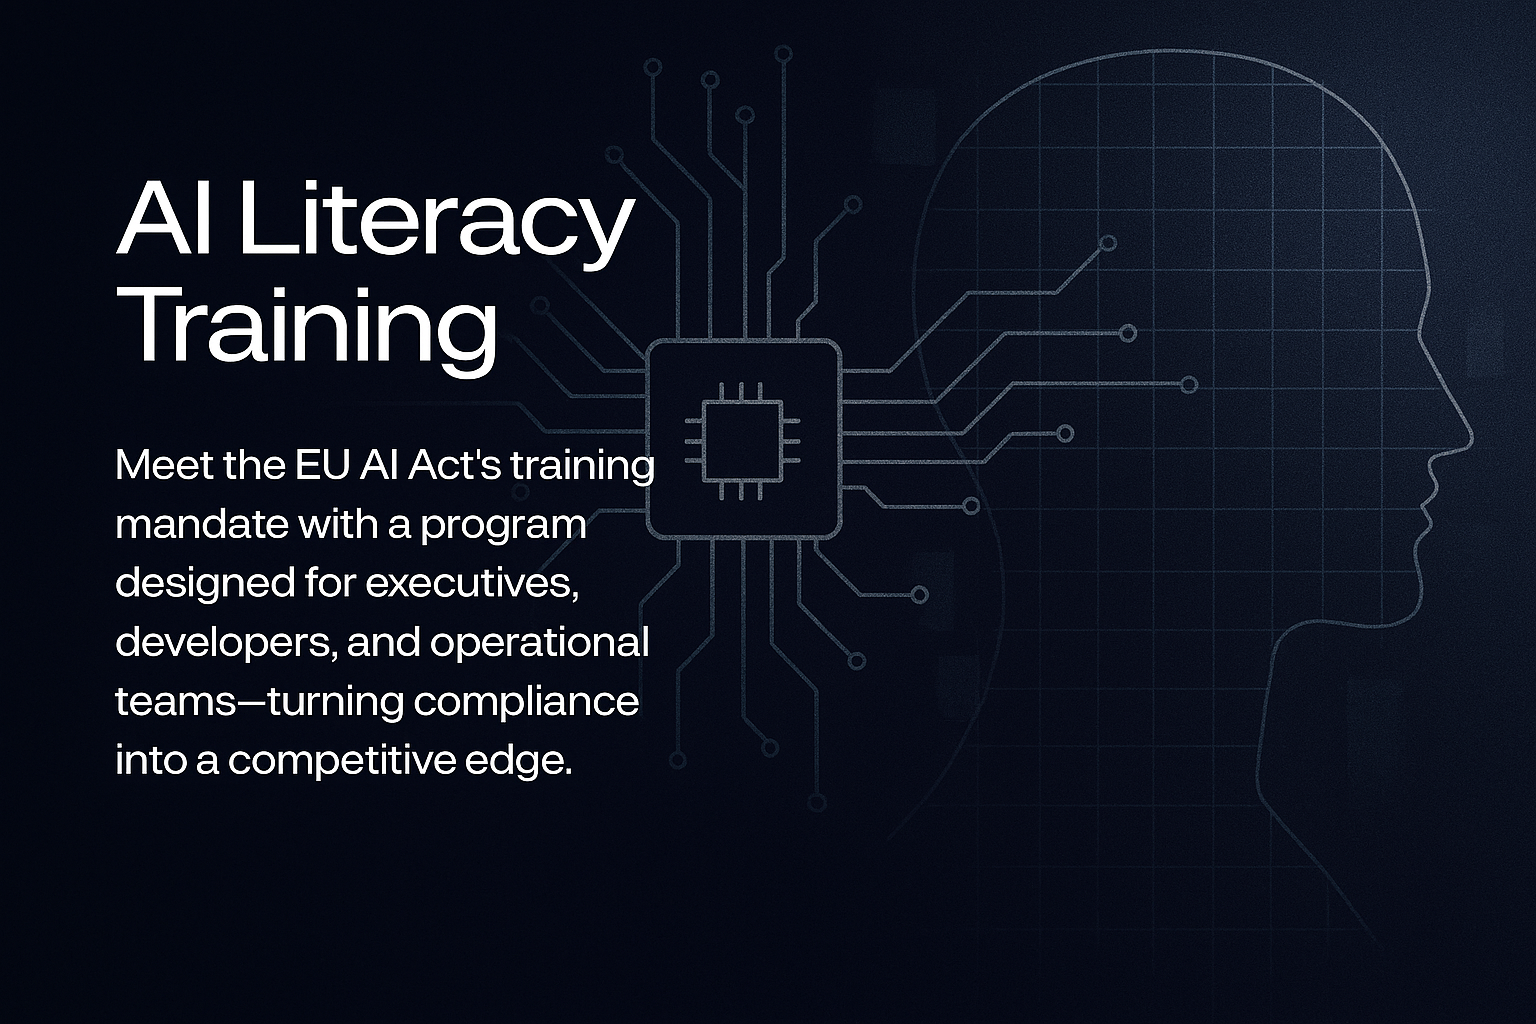 AI Literacy
Training
Meet the EU AI Act's training
mandate with a program
designed for executives,
developers, and operational
teams—turning compliance
into a competitive edge.